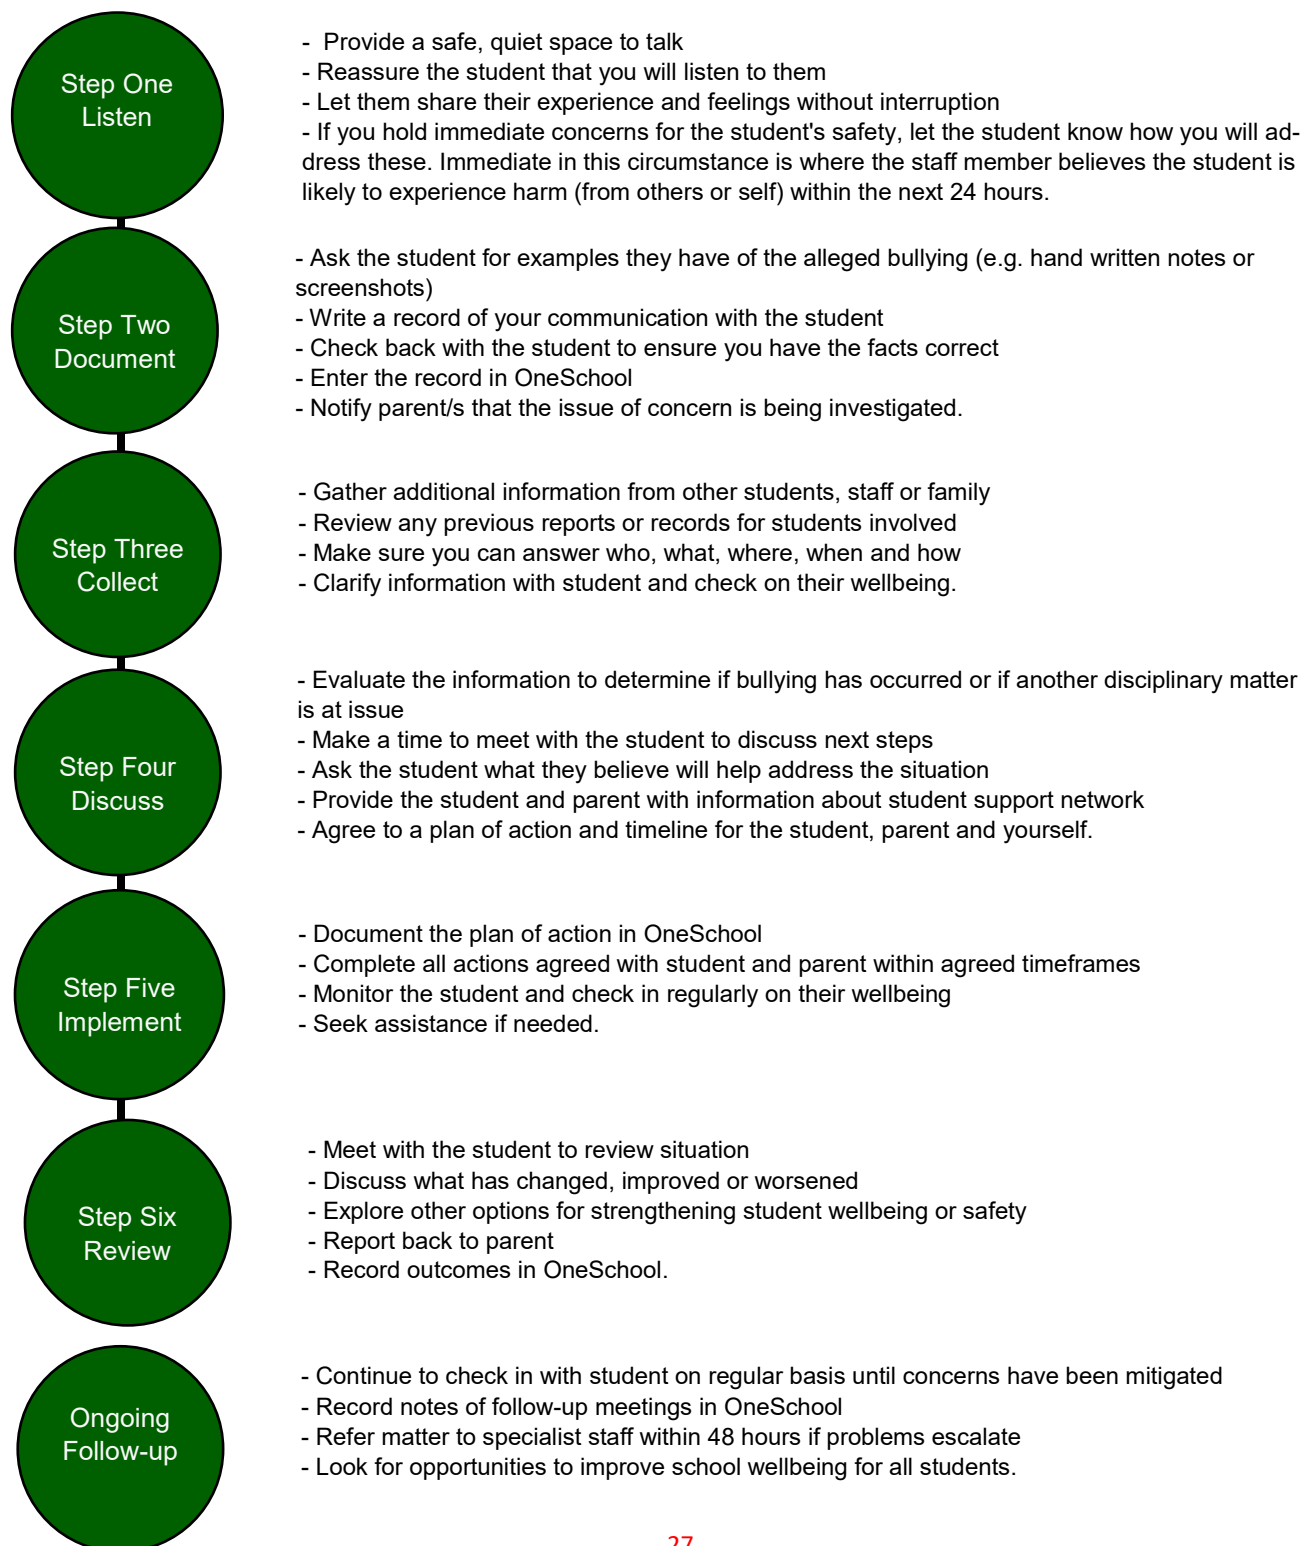 Step One
Listen
-  Provide a safe, quiet space to talk
- Reassure the student that you will listen to them
- Let them share their experience and feelings without interruption
- If you hold immediate concerns for the student's safety, let the student know how you will ad-
dress these. Immediate in this circumstance is where the staff member believes the student is
likely to experience harm (from others or self) within the next 24 hours.
Step Two
Document
- Ask the student for examples they have of the alleged bullying (e.g. hand written notes or
screenshots)
- Write a record of your communication with the student
- Check back with the student to ensure you have the facts correct
- Enter the record in OneSchool
- Notify parent/s that the issue of concern is being investigated.
Step Three
Collect
- Gather additional information from other students, staff or family
- Review any previous reports or records for students involved
- Make sure you can answer who, what, where, when and how
- Clarify information with student and check on their wellbeing.
Step Four
Discuss
- Evaluate the information to determine if bullying has occurred or if another disciplinary matter
is at issue
- Make a time to meet with the student to discuss next steps
- Ask the student what they believe will help address the situation
- Provide the student and parent with information about student support network
- Agree to a plan of action and timeline for the student, parent and yourself.
Step Five
Implement
- Document the plan of action in OneSchool
- Complete all actions agreed with student and parent within agreed timeframes
- Monitor the student and check in regularly on their wellbeing
- Seek assistance if needed.
Step Six
Review
- Meet with the student to review situation
- Discuss what has changed, improved or worsened
- Explore other options for strengthening student wellbeing or safety
- Report back to parent
- Record outcomes in OneSchool.
Ongoing
Follow-up
- Continue to check in with student on regular basis until concerns have been mitigated
- Record notes of follow-up meetings in OneSchool
- Refer matter to specialist staff within 48 hours if problems escalate
- Look for opportunities to improve school wellbeing for all students.
27